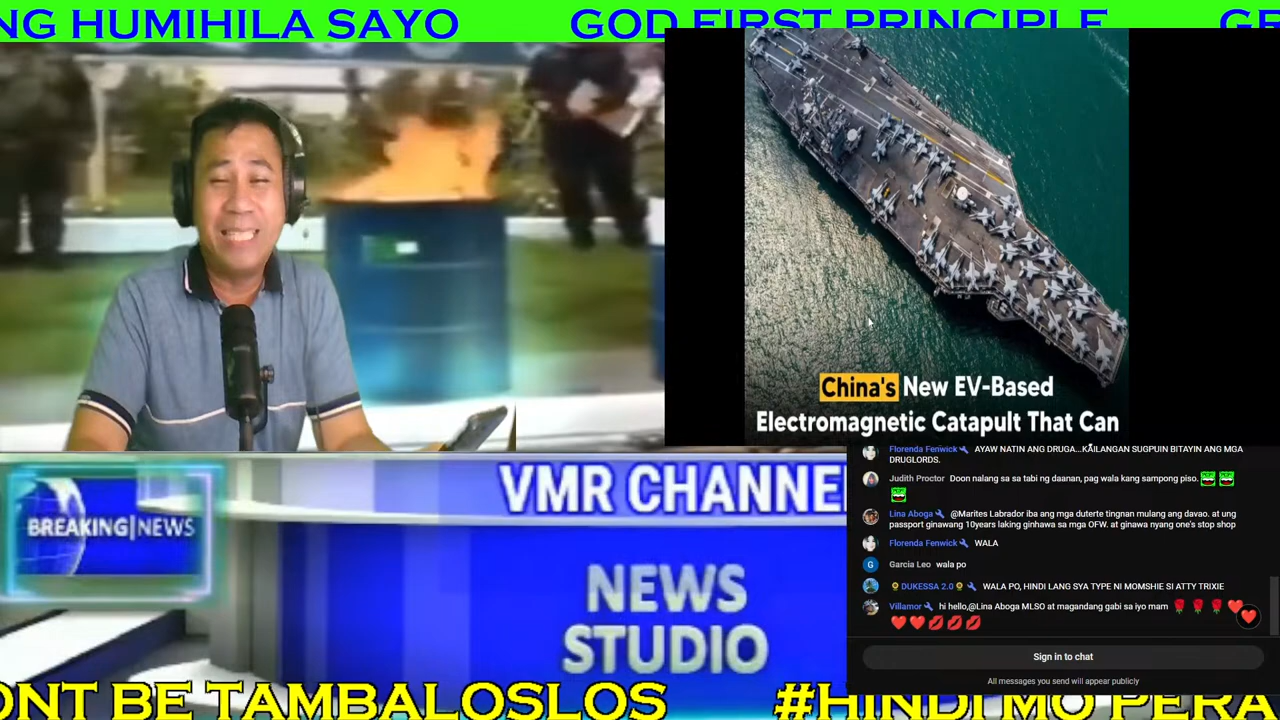 NG HUMIHILA SAYO GOD FIRST PRINCIPLE
China's New EV-Based
Electromagnetic Catapult That Can
Florenda Fenwick AYAW NATIN ANG DRUGA...KAILANGAN SUGPUIN BITAYIN ANG MGA
DRUGLORDS.
Judith Proctor Doon nalang sa sa tabi ng daanan, pag wala kang sampong piso.
Lina Aboga @Marites Labrador iba ang mga duterte tingnan mulang ang davao. at ung
passport ginawang 10years laking ginhawa sa mga OFW. at ginawa nyang one's stop shop
Florenda Fenwick WALA
G Garcia Leo wala po
DUKESSA 2.0 WALA PO, HINDI LANG SYA TYPE NI MOMSHIE SI ATTY TRIXIE
Villamor hi hello,@Lina Aboga MLSO at magandang gabi sa iyo mam 🌹🌹🌹❤️
❤️❤️💋💋💋
Sign in to chat
All messages you send will appear publicly
VMR CHANNE
BREAKING|NEWS
NEWS
STUDIO
ONT BE TAMBALOSLOS #HINDI MO PERA